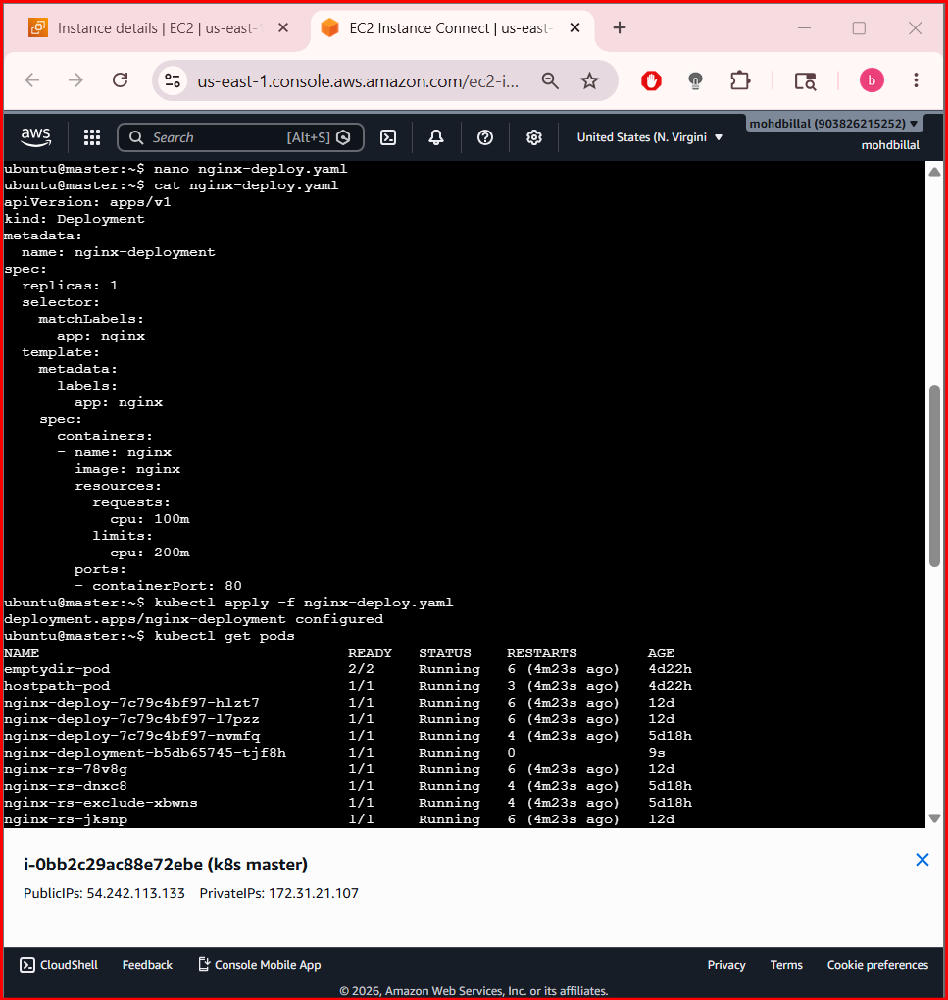 Instance details | EC2 | us-east-1
EC2 Instance Connect | us-east-
us-east-1.console.aws.amazon.com/ec2-i...
b
aws
Search
[Alt+S]
United States (N. Virgini
mohdbillal (903826215252)
mohdbillal
ubuntu@master:~$ nano nginx-deploy.yaml
ubuntu@master:~$ cat nginx-deploy.yaml
apiVersion: apps/v1
kind: Deployment
metadata:
  name: nginx-deployment
spec:
  replicas: 1
  selector:
    matchLabels:
      app: nginx
  template:
    metadata:
      labels:
        app: nginx
    spec:
      containers:
      - name: nginx
        image: nginx
        resources:
          requests:
            cpu: 100m
          limits:
            cpu: 200m
        ports:
        - containerPort: 80
ubuntu@master:~$ kubectl apply -f nginx-deploy.yaml
deployment.apps/nginx-deployment configured
ubuntu@master:~$ kubectl get pods
NAME READY STATUS RESTARTS AGE
emptydir-pod 2/2 Running 6 (4m23s ago) 4d22h
hostpath-pod 1/1 Running 3 (4m23s ago) 4d22h
nginx-deploy-7c79c4bf97-hlzt7 1/1 Running 6 (4m23s ago) 12d
nginx-deploy-7c79c4bf97-l7pzz 1/1 Running 6 (4m23s ago) 12d
nginx-deploy-7c79c4bf97-nvmfq 1/1 Running 4 (4m23s ago) 5d18h
nginx-deployment-b5db65745-tjf8h 1/1 Running 0 9s
nginx-rs-78v8g 1/1 Running 6 (4m23s ago) 12d
nginx-rs-dnxc8 1/1 Running 4 (4m23s ago) 5d18h
nginx-rs-exclude-xbwns 1/1 Running 4 (4m23s ago) 5d18h
nginx-rs-jksnp 1/1 Running 6 (4m23s ago) 12d
i-0bb2c29ac88e72ebe (k8s master)
PublicIPs: 54.242.113.133 PrivateIPs: 172.31.21.107
CloudShell Feedback Console Mobile App Privacy Terms Cookie preferences
© 2026, Amazon Web Services, Inc. or its affiliates.